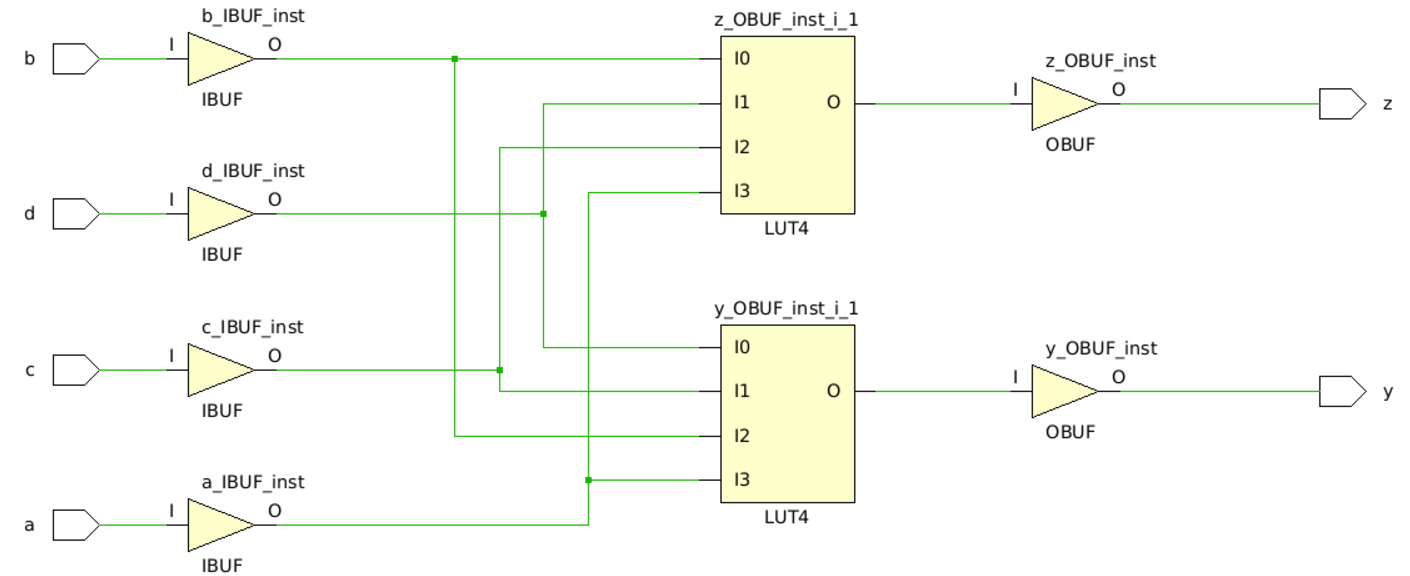 b_IBUF_inst
b
I
O
IBUF
d_IBUF_inst
d
I
O
IBUF
c_IBUF_inst
c
I
O
IBUF
a_IBUF_inst
a
I
O
IBUF
z_OBUF_inst_i_1
I0
I1
O
I2
I3
LUT4
y_OBUF_inst_i_1
I0
I1
O
I2
I3
LUT4
z_OBUF_inst
I
O
z
OBUF
y_OBUF_inst
I
O
y
OBUF